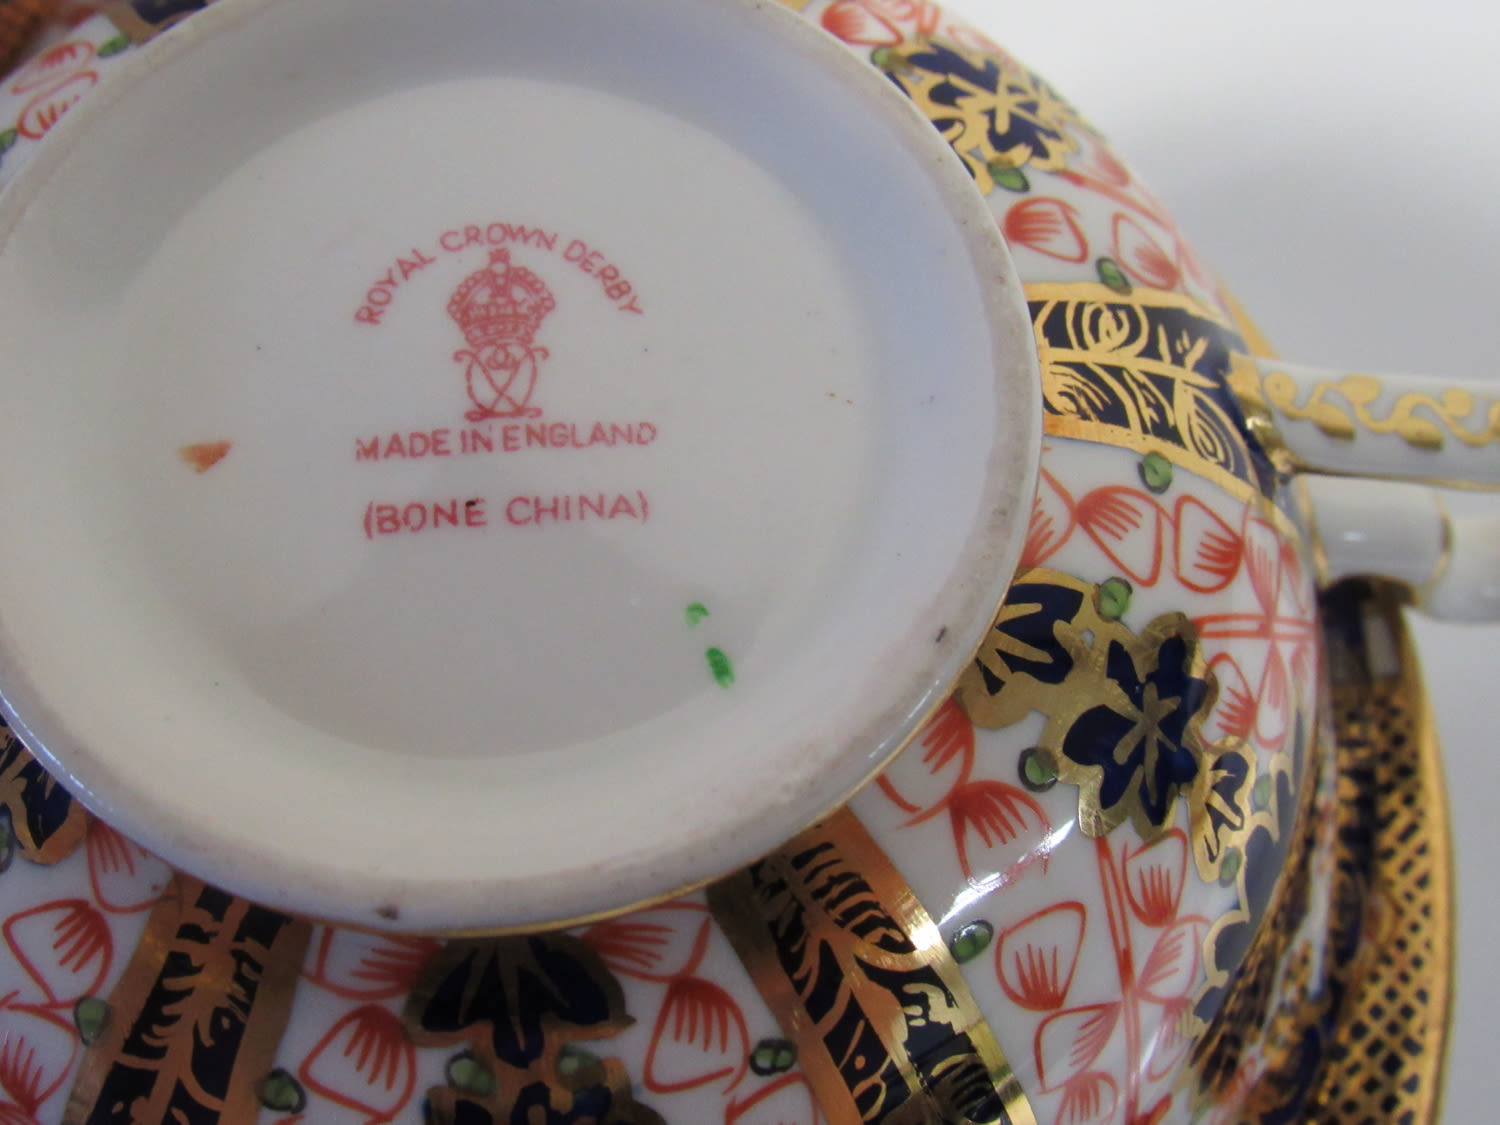 ROYAL CROWN DERBY
MADE IN ENGLAND
(BONE CHINA)